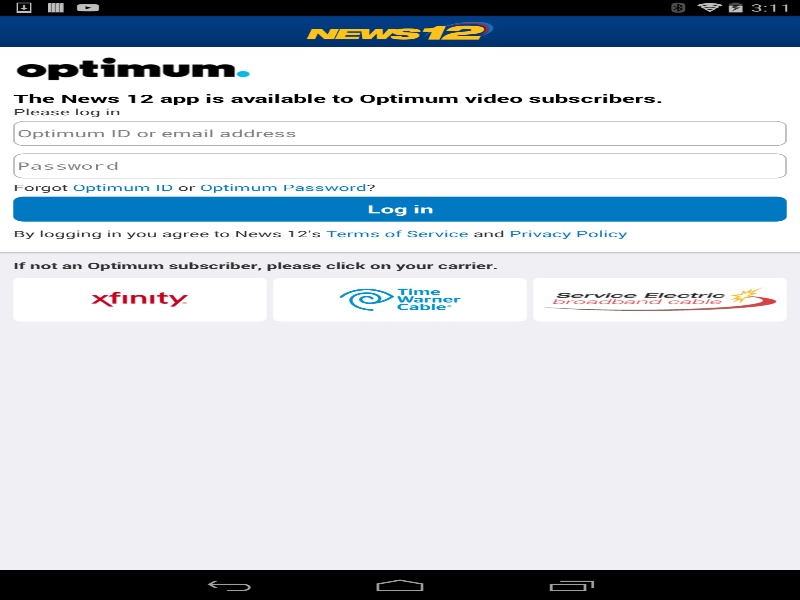 3:11
NEWS 12
optimum.
The News 12 app is available to Optimum video subscribers.
Please log in
Optimum ID or email address
Password
Forgot Optimum ID or Optimum Password?
Log in
By logging in you agree to News 12's Terms of Service and Privacy Policy
If not an Optimum subscriber, please click on your carrier.
xfinity
Time Warner Cable
Service Electric
broadband cable